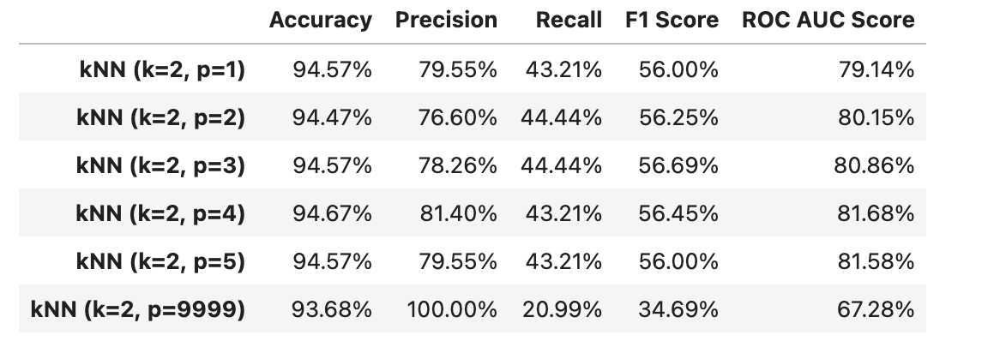 Accuracy Precision Recall F1 Score ROC AUC Score
kNN (k=2, p=1) 94.57% 79.55% 43.21% 56.00% 79.14%
kNN (k=2, p=2) 94.47% 76.60% 44.44% 56.25% 80.15%
kNN (k=2, p=3) 94.57% 78.26% 44.44% 56.69% 80.86%
kNN (k=2, p=4) 94.67% 81.40% 43.21% 56.45% 81.68%
kNN (k=2, p=5) 94.57% 79.55% 43.21% 56.00% 81.58%
kNN (k=2, p=9999) 93.68% 100.00% 20.99% 34.69% 67.28%